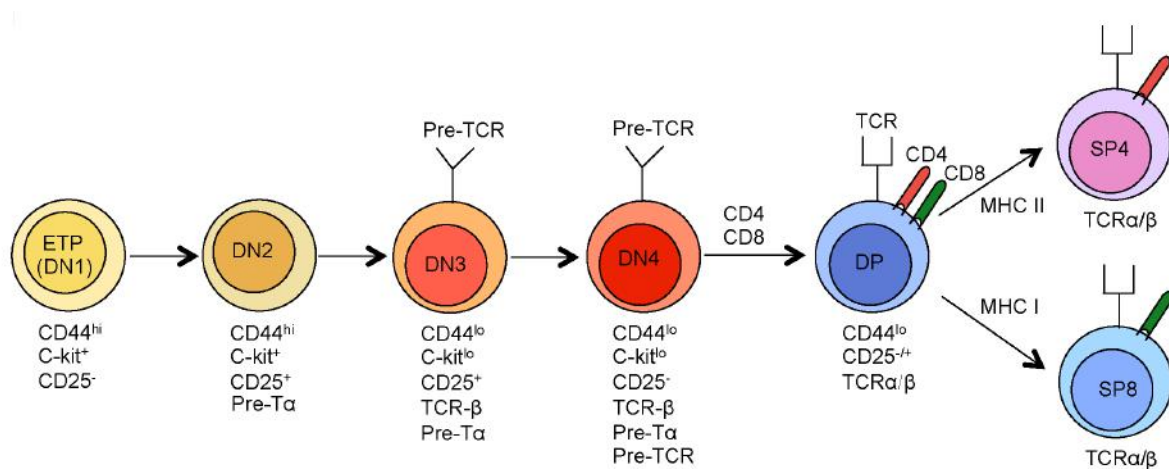 ETP
(DN1)
CD44hi
C-kit+
CD25-
DN2
CD44hi
C-kit+
CD25+
Pre-Tα
Pre-TCR
DN3
CD44lo
C-kitlo
CD25+
TCR-β
Pre-Tα
Pre-TCR
DN4
CD44lo
C-kitlo
CD25-
TCR-β
Pre-Tα
Pre-TCR
CD4
CD8
TCR
CD4
CD8
DP
CD44lo
CD25-/+
TCRα/β
MHC II
SP4
TCRα/β
MHC I
SP8
TCRα/β